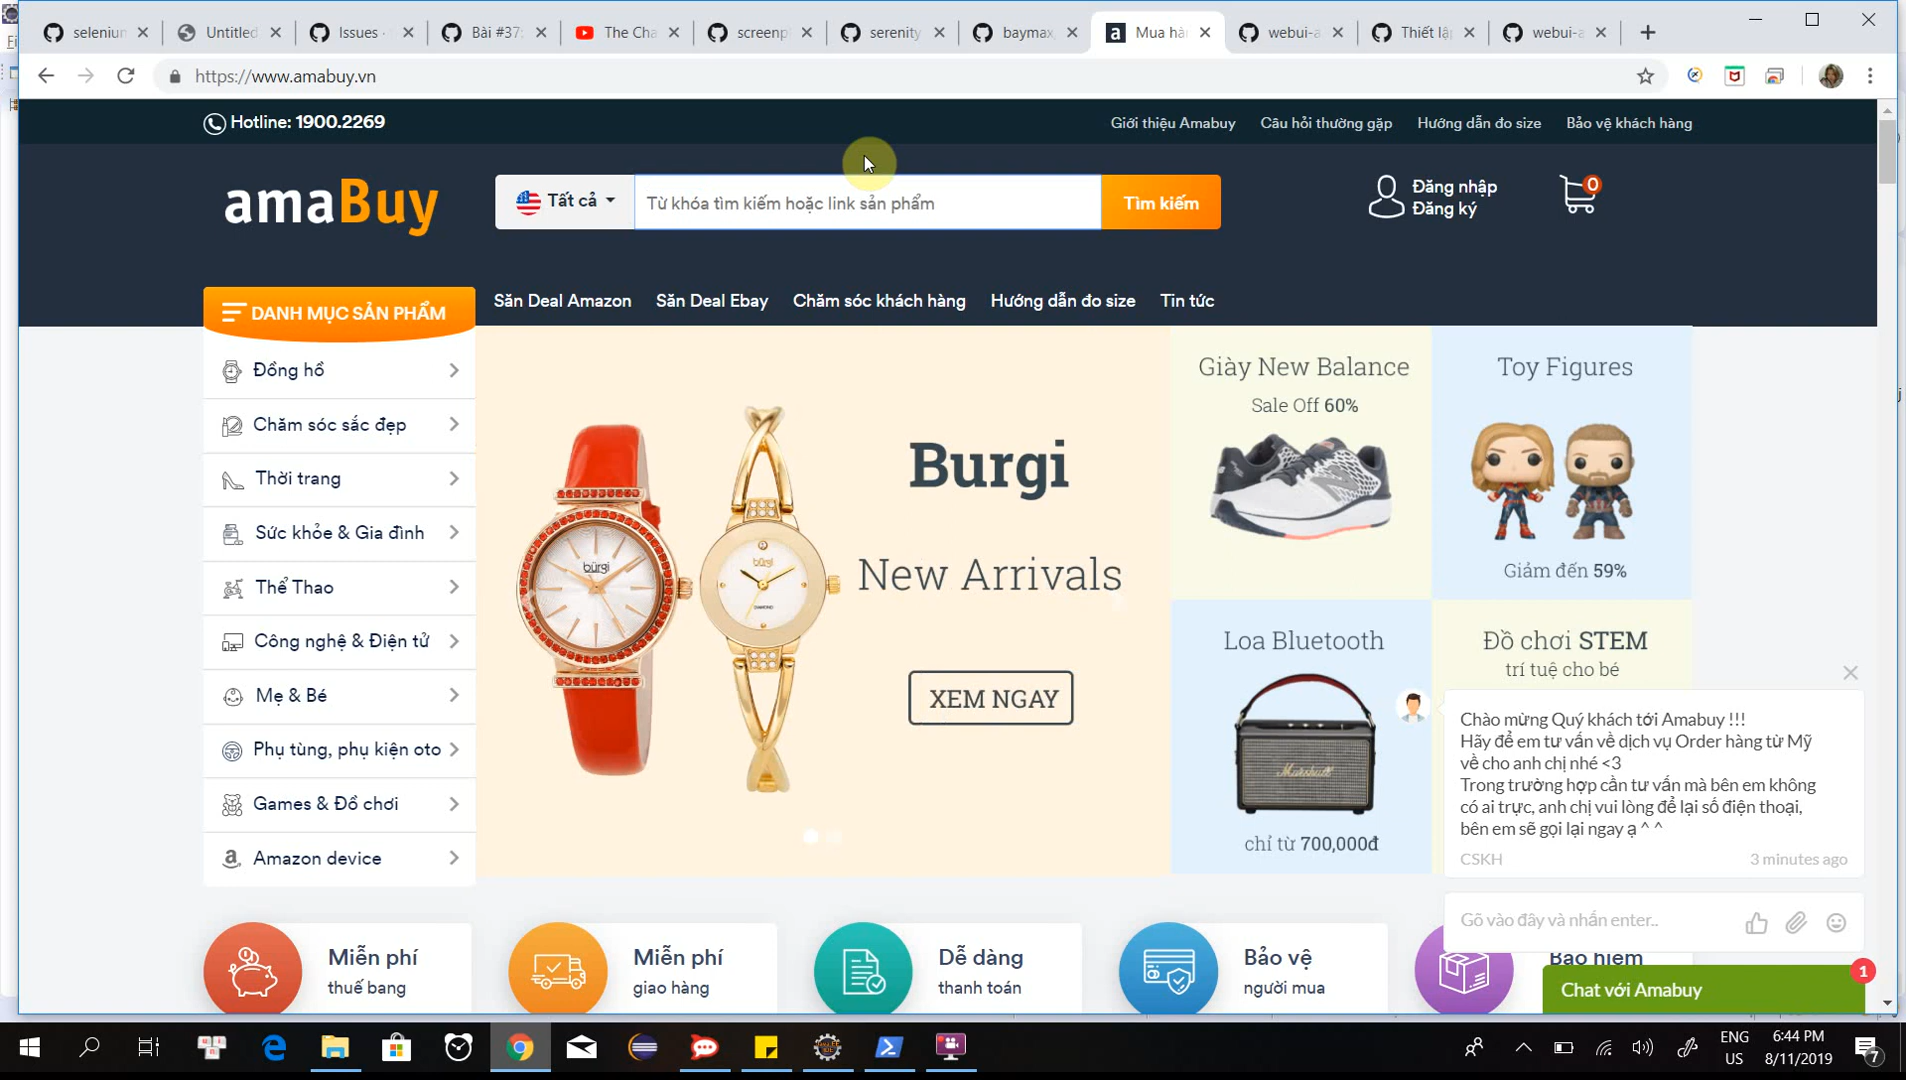 seleniun
Untitled
Issues -
Bài #37:
The Cha
screenp
serenity
baymax
a Mua hà
webui-a
Thiết lập
webui-a
https://www.amabuy.vn
Hotline: 1900.2269
Giới thiệu Amabuy
Câu hỏi thường gặp
Hướng dẫn đo size
Bảo vệ khách hàng
amaBuy
Tất cả
Từ khóa tìm kiếm hoặc link sản phẩm
Tìm kiếm
Đăng nhập
Đăng ký
0
DANH MỤC SẢN PHẨM
Săn Deal Amazon
Săn Deal Ebay
Chăm sóc khách hàng
Hướng dẫn đo size
Tin tức
Đồng hồ
Chăm sóc sắc đẹp
Thời trang
Sức khỏe & Gia đình
Thể Thao
Công nghệ & Điện tử
Mẹ & Bé
Phụ tùng, phụ kiện oto
Games & Đồ chơi
a Amazon device
bürgi
bürgi
DIAMOND
Burgi
New Arrivals
XEM NGAY
Giày New Balance
Sale Off 60%
Toy Figures
Giảm đến 59%
Loa Bluetooth
Marshall
chỉ từ 700,000đ
Đồ chơi STEM
trí tuệ cho bé
Chào mừng Quý khách tới Amabuy !!!
Hãy để em tư vấn về dịch vụ Order hàng từ Mỹ
về cho anh chị nhé <3
Trong trường hợp cần tư vấn mà bên em không
có ai trực, anh chị vui lòng để lại số điện thoại,
bên em sẽ gọi lại ngay ạ ^ ^
CSKH
3 minutes ago
Gõ vào đây và nhấn enter..
Miễn phí
thuế bang
Miễn phí
giao hàng
Dễ dàng
thanh toán
Bảo vệ
người mua
Bảo hiểm
Chat với Amabuy
1
ENG
US
6:44 PM
8/11/2019
7